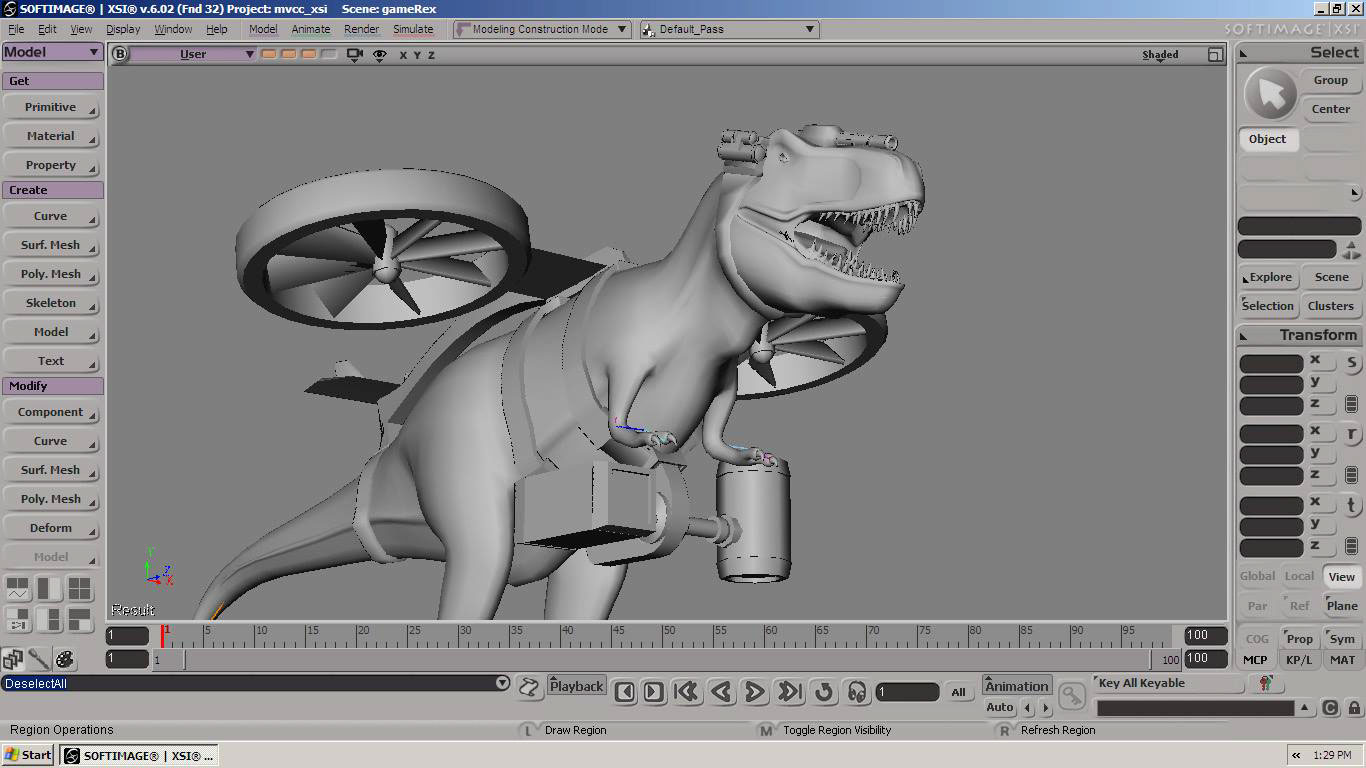 SOFTIMAGE® | XSI® v.6.02 (Fnd 32) Project: mvcc_xsi    Scene: gameRex
File Edit View Display Window Help Model Animate Render Simulate Modeling Construction Mode Default_Pass SOFTIMAGE|XSI
Model
B User X Y Z Shaded
Select
Get
Primitive
Material
Property
Create
Curve
Surf. Mesh
Poly. Mesh
Skeleton
Model
Text
Modify
Component
Curve
Surf. Mesh
Poly. Mesh
Deform
Model
Group
Center
Object
Explore Scene
Selection Clusters
Transform
x s
y
z
x r
y
z
x t
y
z
Global Local View
Par Ref Plane
COG Prop Sym
MCP KP/L MAT
Y
Z
X
Result
1 1 5 10 15 20 25 30 35 40 45 50 55 60 65 70 75 80 85 90 95 100
1 1 100 100
DeselectAll Playback 1 All Animation Key All Keyable
Auto
Region Operations L Draw Region M Toggle Region Visibility R Refresh Region
Start SOFTIMAGE® | XSI® ... « 1:29 PM